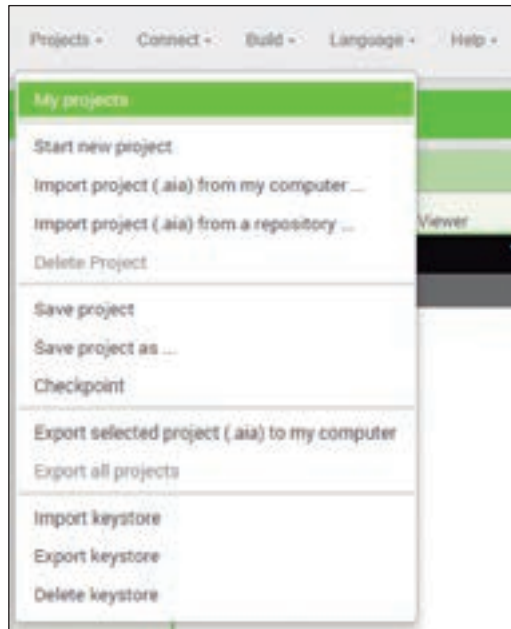 Projects Connect Build Language Help
My projects
Start new project
Import project (.aia) from my computer ...
Import project (.aia) from a repository ...
Viewer
Delete Project
Save project
Save project as ...
Checkpoint
Export selected project (.aia) to my computer
Export all projects
Import keystore
Export keystore
Delete keystore